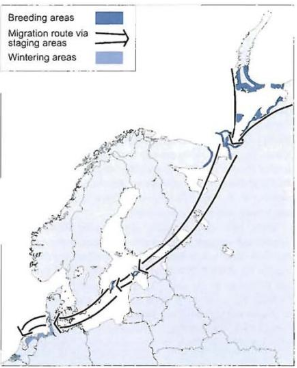 Breeding areas
Migration route via
staging areas
Wintering areas